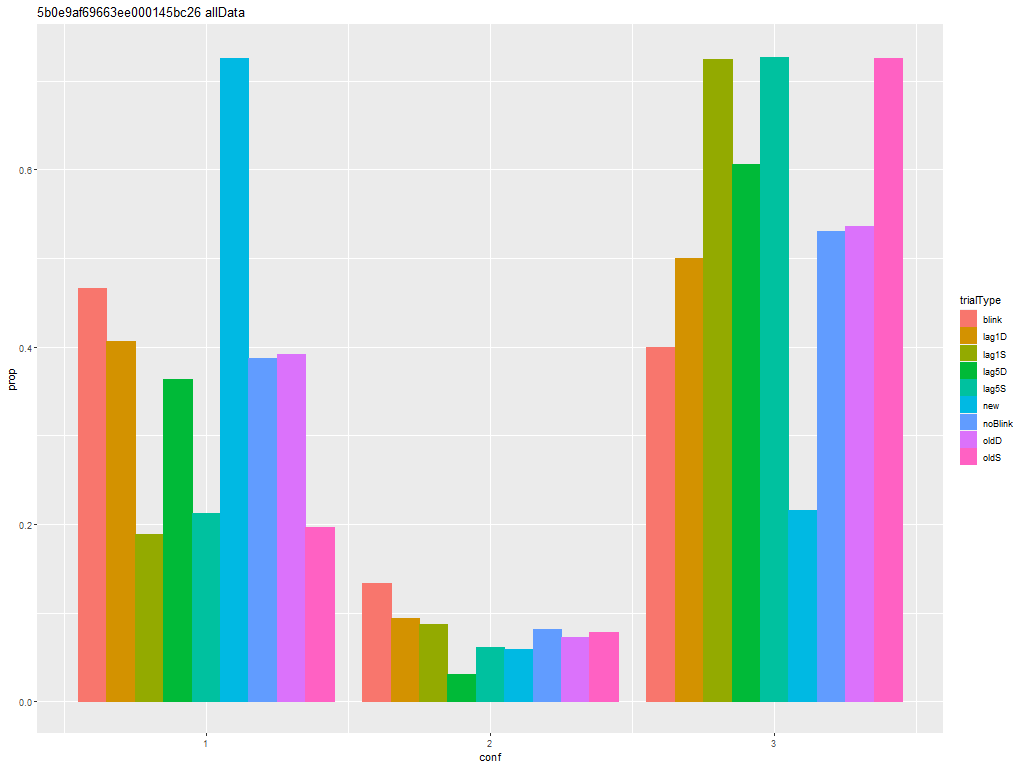 5b0e9af69663ee000145bc26 allData
prop
0.6
0.4
0.2
0.0
1
2
3
conf
trialType
blink
lag1D
lag1S
lag5D
lag5S
new
noBlink
oldD
oldS